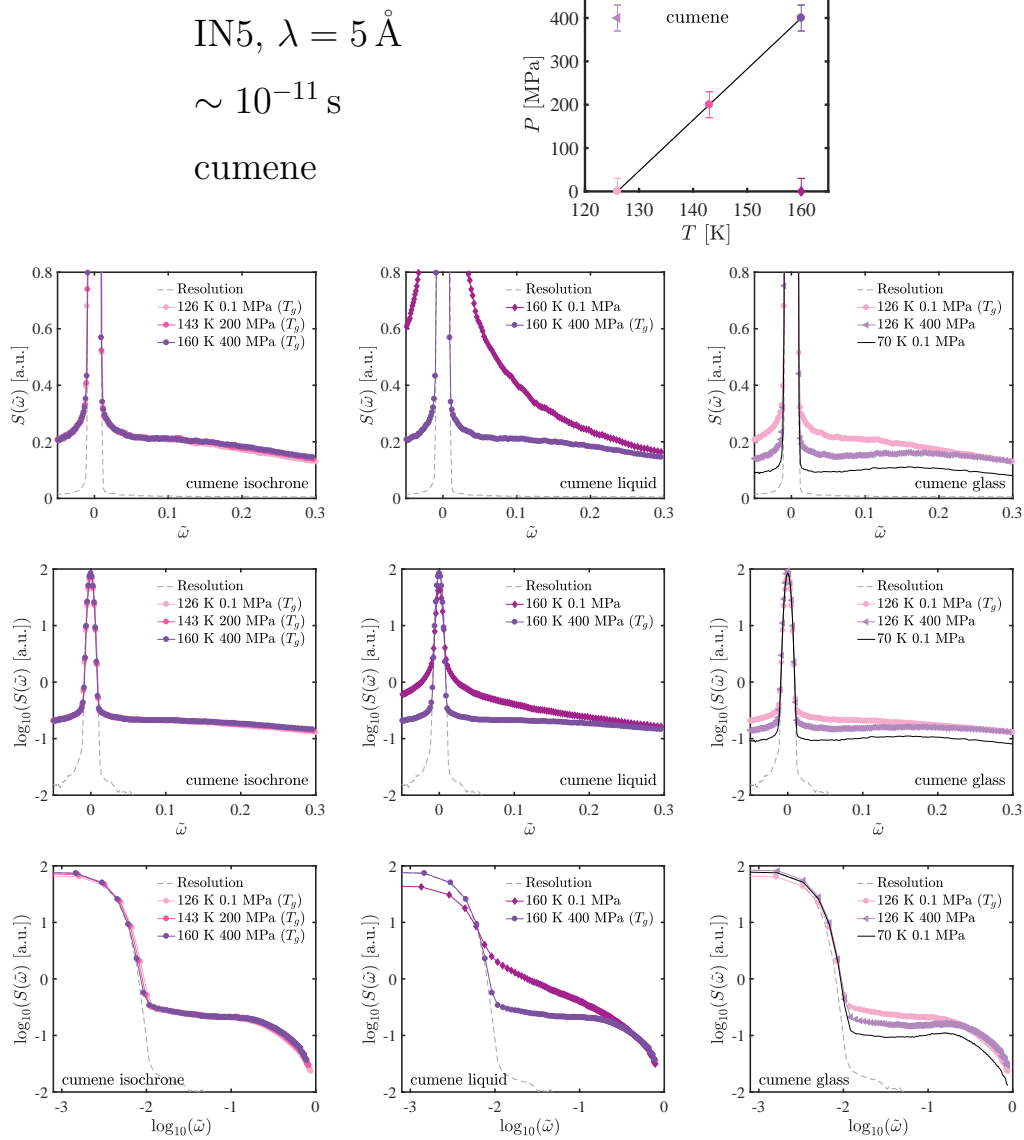 IN5, λ = 5 Å
∼ 10⁻¹¹ s
cumene
cumene
P [MPa]
400
300
200
100
0
120 130 140 150 160
T [K]
S(ω̃) [a.u.]
0.8
0.6
0.4
0.2
0
Resolution
126 K 0.1 MPa (T_g)
143 K 200 MPa (T_g)
160 K 400 MPa (T_g)
cumene isochrone
0 0.1 0.2 0.3
ω̃
S(ω̃) [a.u.]
0.8
0.6
0.4
0.2
0
Resolution
160 K 0.1 MPa
160 K 400 MPa (T_g)
cumene liquid
0 0.1 0.2 0.3
ω̃
S(ω̃) [a.u.]
0.8
0.6
0.4
0.2
0
Resolution
126 K 0.1 MPa (T_g)
126 K 400 MPa
70 K 0.1 MPa
cumene glass
0 0.1 0.2 0.3
ω̃
log₁₀(S(ω̃) [a.u.])
2
1
0
-1
-2
Resolution
126 K 0.1 MPa (T_g)
143 K 200 MPa (T_g)
160 K 400 MPa (T_g)
cumene isochrone
0 0.1 0.2 0.3
ω̃
log₁₀(S(ω̃) [a.u.])
2
1
0
-1
-2
Resolution
160 K 0.1 MPa
160 K 400 MPa (T_g)
cumene liquid
0 0.1 0.2 0.3
ω̃
log₁₀(S(ω̃) [a.u.])
2
1
0
-1
-2
Resolution
126 K 0.1 MPa (T_g)
126 K 400 MPa
70 K 0.1 MPa
cumene glass
0 0.1 0.2 0.3
ω̃
log₁₀(S(ω̃) [a.u.])
2
1
0
-1
-2
Resolution
126 K 0.1 MPa (T_g)
143 K 200 MPa (T_g)
160 K 400 MPa (T_g)
cumene isochrone
-3 -2 -1 0
log₁₀(ω̃)
log₁₀(S(ω̃) [a.u.])
2
1
0
-1
-2
Resolution
160 K 0.1 MPa
160 K 400 MPa (T_g)
cumene liquid
-3 -2 -1 0
log₁₀(ω̃)
log₁₀(S(ω̃) [a.u.])
2
1
0
-1
-2
Resolution
126 K 0.1 MPa (T_g)
126 K 400 MPa
70 K 0.1 MPa
cumene glass
-3 -2 -1 0
log₁₀(ω̃)